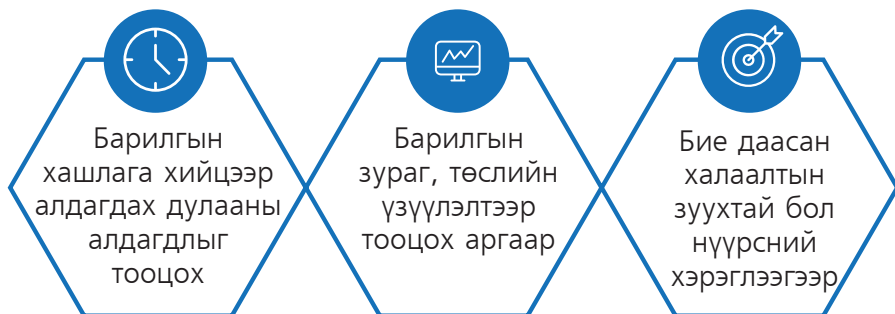 Барилгын
хашлага хийцээр
алдагдах дулааны
алдагдлыг
тооцох
Барилгын
зураг, төслийн
үзүүлэлтээр
тооцох аргаар
Бие даасан
халаалтын
зуухтай бол
нүүрсний
хэрэглээгээр